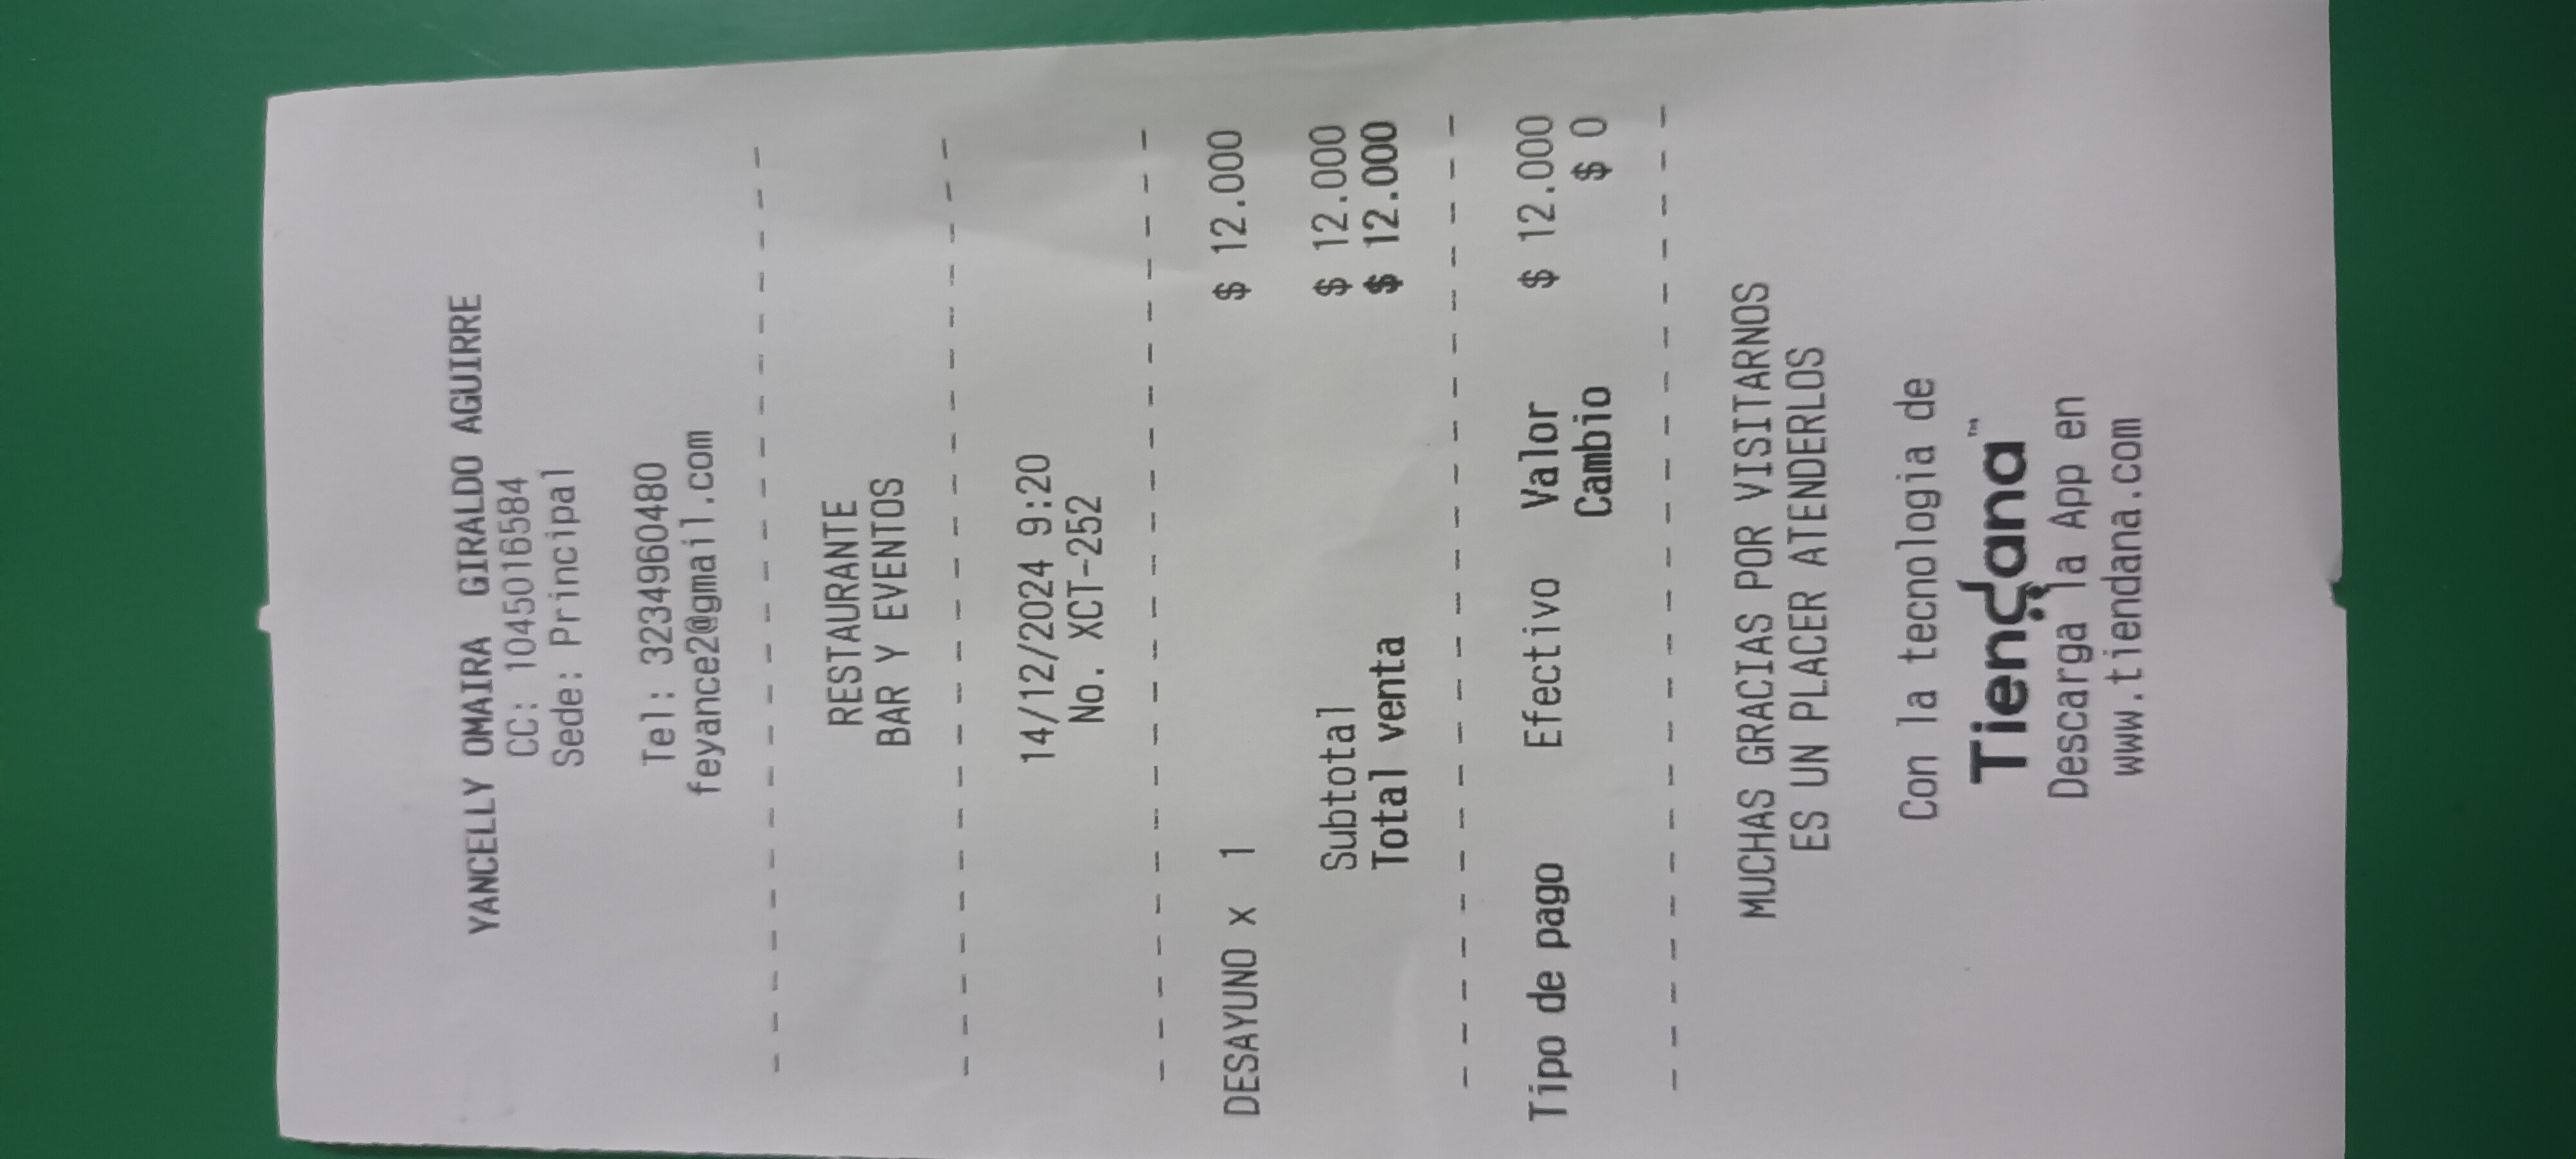 YANCELLY OMAIRA GIRALDO AGUIRRE
CC: 1045016584
Sede: Principal
Tel: 3234960480
feyance2@gmail.com
- - - - - - - - - - - - - - - - - - - - - -
RESTAURANTE
BAR Y EVENTOS
- - - - - - - - - - - - - - - - - - - - - -
14/12/2024 9:20
No. XCT-252
- - - - - - - - - - - - - - - - - - - - - -
DESAYUNO x 1 $ 12.000
Subtotal $ 12.000
Total venta $ 12.000
- - - - - - - - - - - - - - - - - - - - - -
Tipo de pago Efectivo Valor $ 12.000
Cambio $ 0
- - - - - - - - - - - - - - - - - - - - - -
MUCHAS GRACIAS POR VISITARNOS
ES UN PLACER ATENDERLOS
Con la tecnologia de
Tiendana™
Descarga la App en
www.tiendana.com